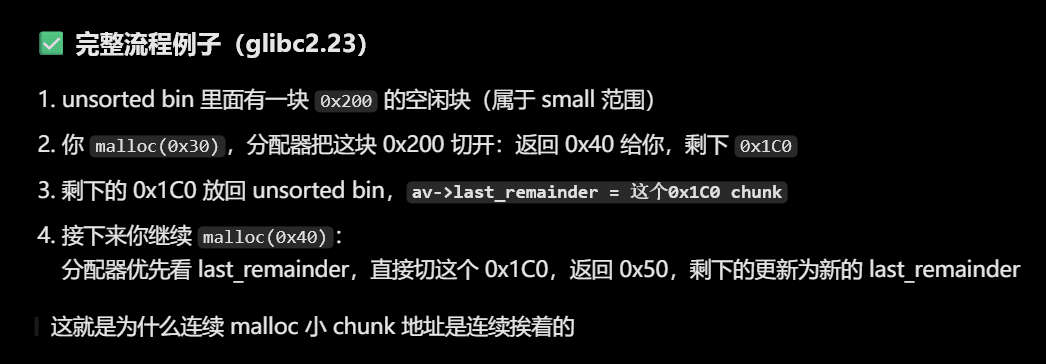 ✅ 完整流程例子（glibc2.23）
1. unsorted bin 里面有一块 0x200 的空闲块（属于 small 范围）
2. 你 malloc(0x30)，分配器把这块 0x200 切开：返回 0x40 给你，剩下 0x1C0
3. 剩下的 0x1C0 放回 unsorted bin，av->last_remainder = 这个0x1C0 chunk
4. 接下来你继续 malloc(0x40)：
分配器优先看 last_remainder，直接切这个 0x1C0，返回 0x50，剩下的更新为新的 last_remainder
这就是为什么连续 malloc 小 chunk 地址是连续挨着的